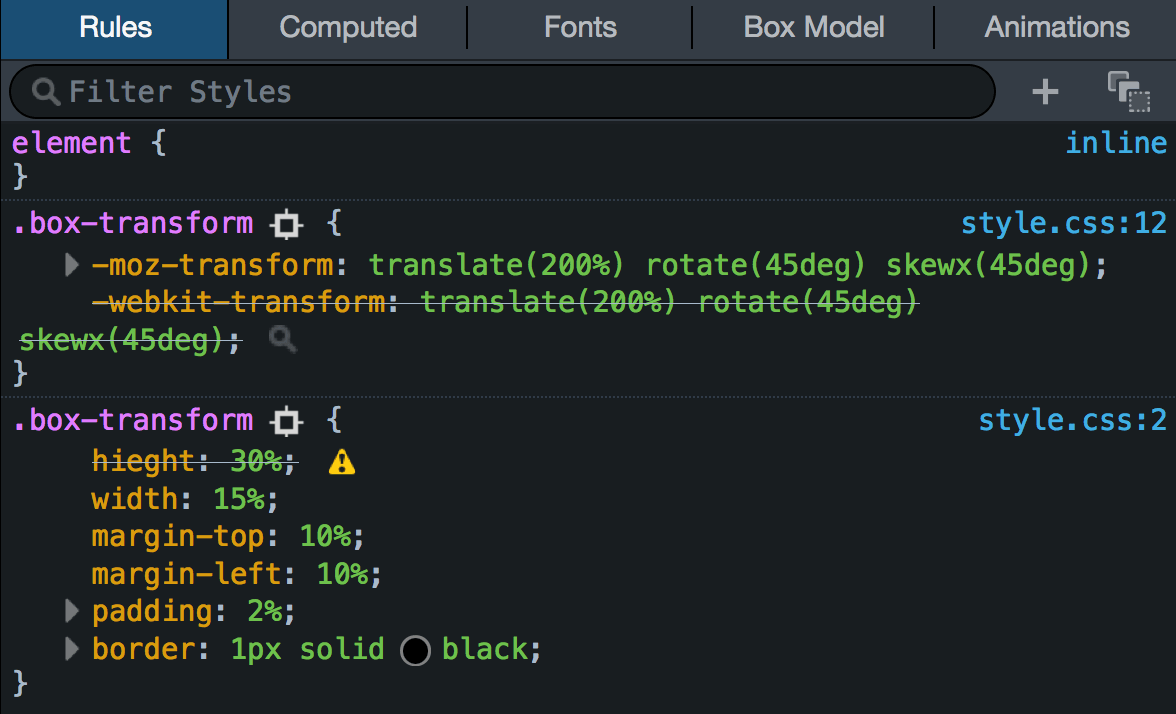 Rules Computed Fonts Box Model Animations
Filter Styles
element { inline
}
.box-transform { style.css:12
-moz-transform: translate(200%) rotate(45deg) skewx(45deg);
-webkit-transform: translate(200%) rotate(45deg)
skewx(45deg);
}
.box-transform { style.css:2
hieght: 30%;
width: 15%;
margin-top: 10%;
margin-left: 10%;
padding: 2%;
border: 1px solid black;
}